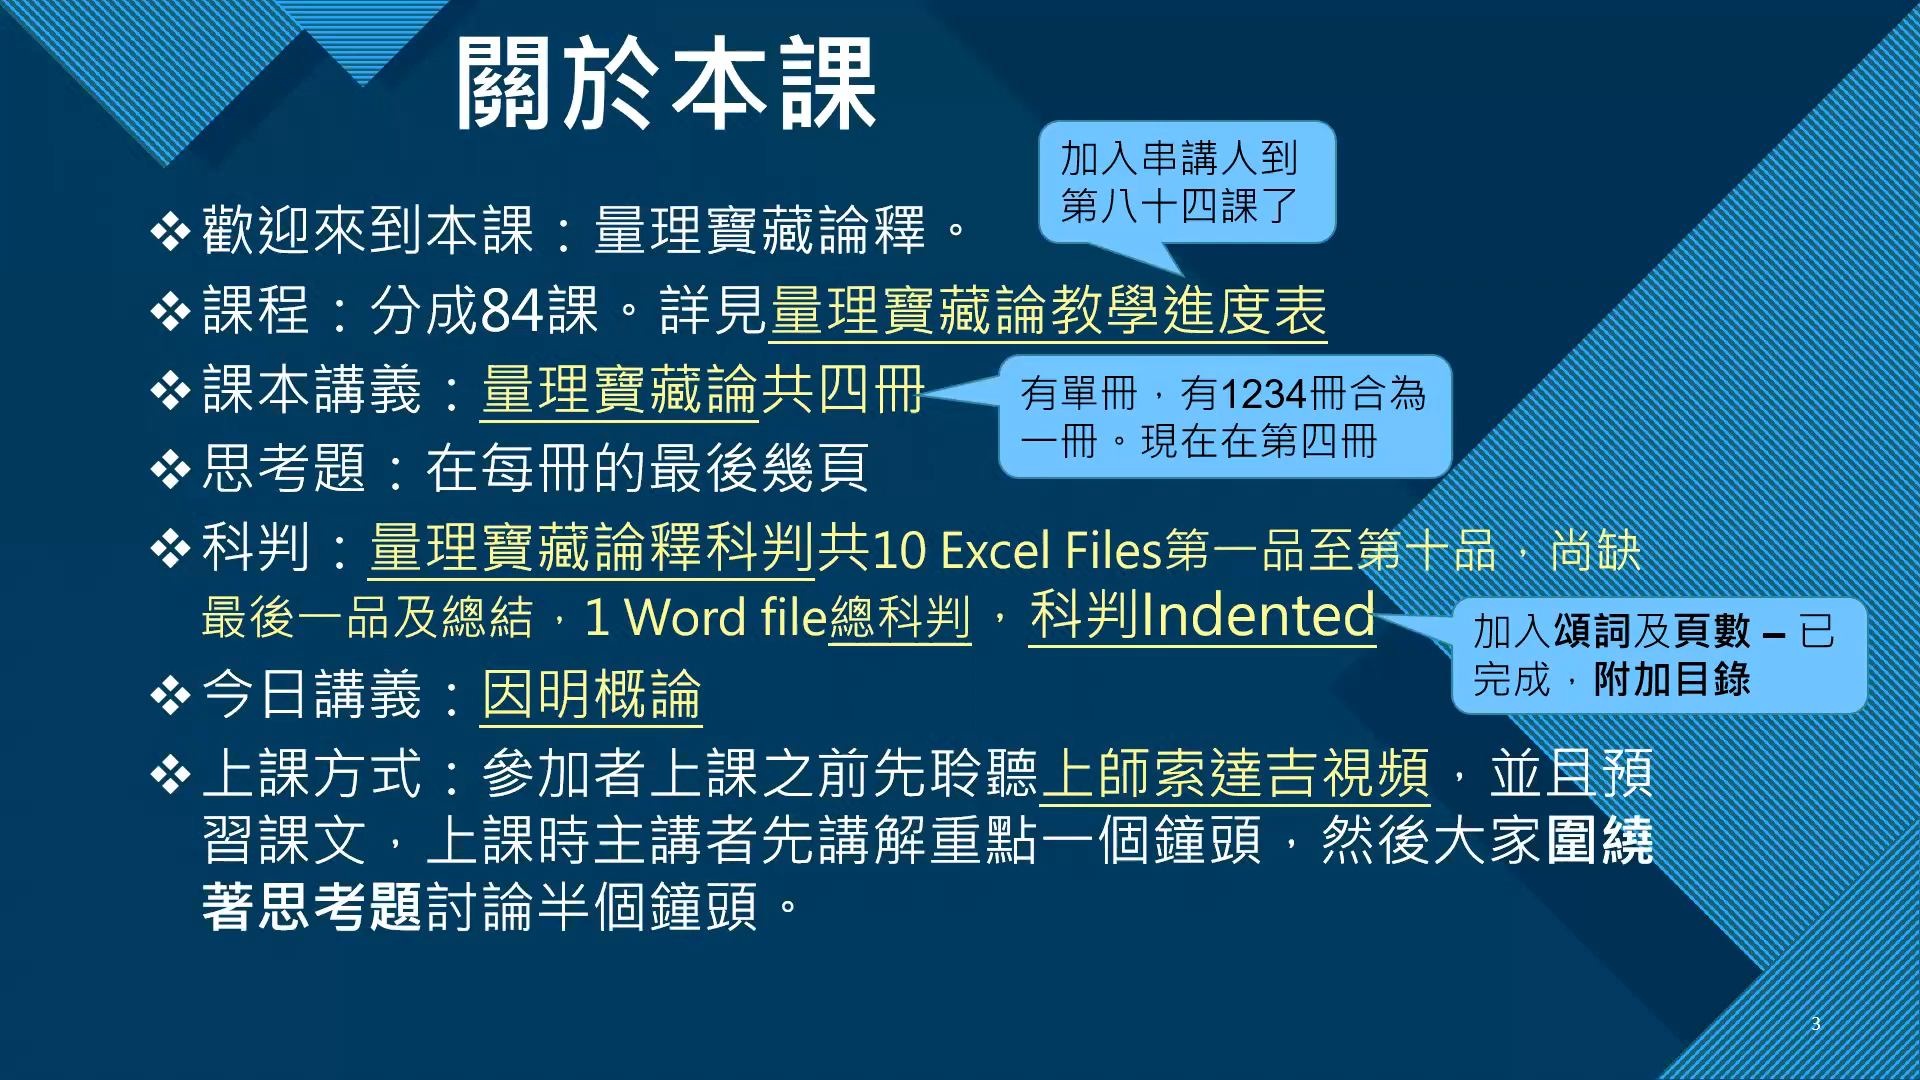 關於本課
加入串講人到
第八十四課了
❖歡迎來到本課：量理寶藏論釋。
❖課程：分成84課。詳見量理寶藏論教學進度表
❖課本講義：量理寶藏論共四冊
有單冊，有1234冊合為
一冊。現在在第四冊
❖思考題：在每冊的最後幾頁
❖科判：量理寶藏論釋科判共10 Excel Files第一品至第十品，尚缺
最後一品及總結，1 Word file總科判，科判Indented
加入頌詞及頁數 – 已
完成，附加目錄
❖今日講義：因明概論
❖上課方式：參加者上課之前先聆聽上師索達吉視頻，並且預
習課文，上課時主講者先講解重點一個鐘頭，然後大家圍繞
著思考題討論半個鐘頭。
3